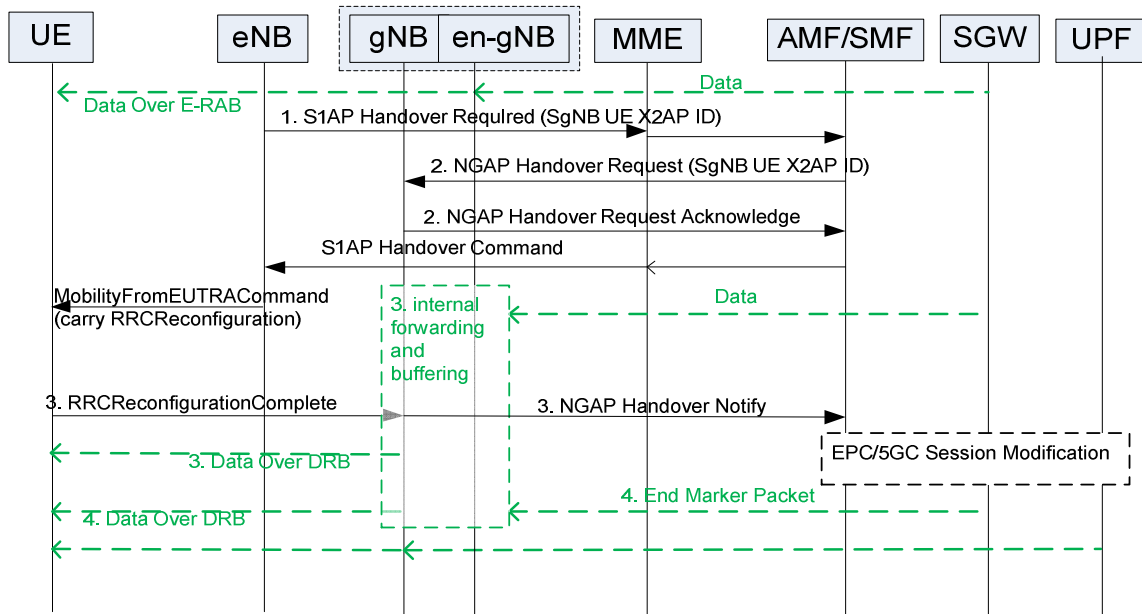 UE
eNB
gNB
en-gNB
MME
AMF/SMF
SGW
UPF
Data
Data Over E-RAB
1. S1AP Handover Required (SgNB UE X2AP ID)
2. NGAP Handover Request (SgNB UE X2AP ID)
2. NGAP Handover Request Acknowledge
S1AP Handover Command
MobilityFromEUTRACommand
(carry RRCReconfiguration)
3. internal
forwarding
and
buffering
Data
3. RRCReconfigurationComplete
3. NGAP Handover Notify
EPC/5GC Session Modification
3. Data Over DRB
4. End Marker Packet
4. Data Over DRB